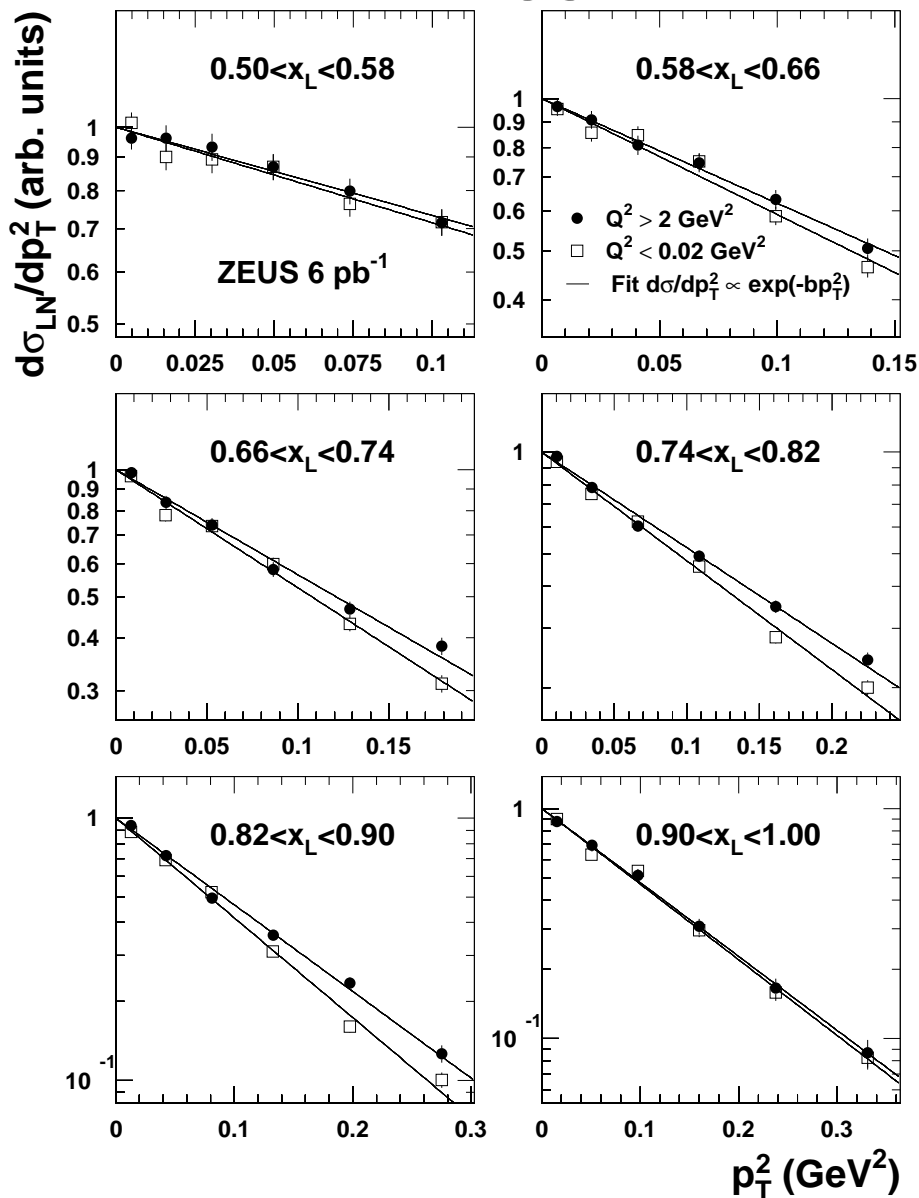 dσ_LN/dp_T^2 (arb. units)
0.50<x_L<0.58
1
0.9
0.8
0.7
0.6
0.5
ZEUS 6 pb^-1
0 0.025 0.05 0.075 0.1
0.58<x_L<0.66
1
0.9
0.8
0.7
0.6
0.5
0.4
Q^2 > 2 GeV^2
Q^2 < 0.02 GeV^2
Fit dσ/dp_T^2 ∝ exp(-bp_T^2)
0 0.05 0.1 0.15
0.66<x_L<0.74
1
0.9
0.8
0.7
0.6
0.5
0.4
0.3
0 0.05 0.1 0.15
0.74<x_L<0.82
1
0 0.05 0.1 0.15 0.2
0.82<x_L<0.90
1
10^-1
0 0.1 0.2 0.3
0.90<x_L<1.00
1
10^-1
0 0.1 0.2 0.3
p_T^2 (GeV^2)